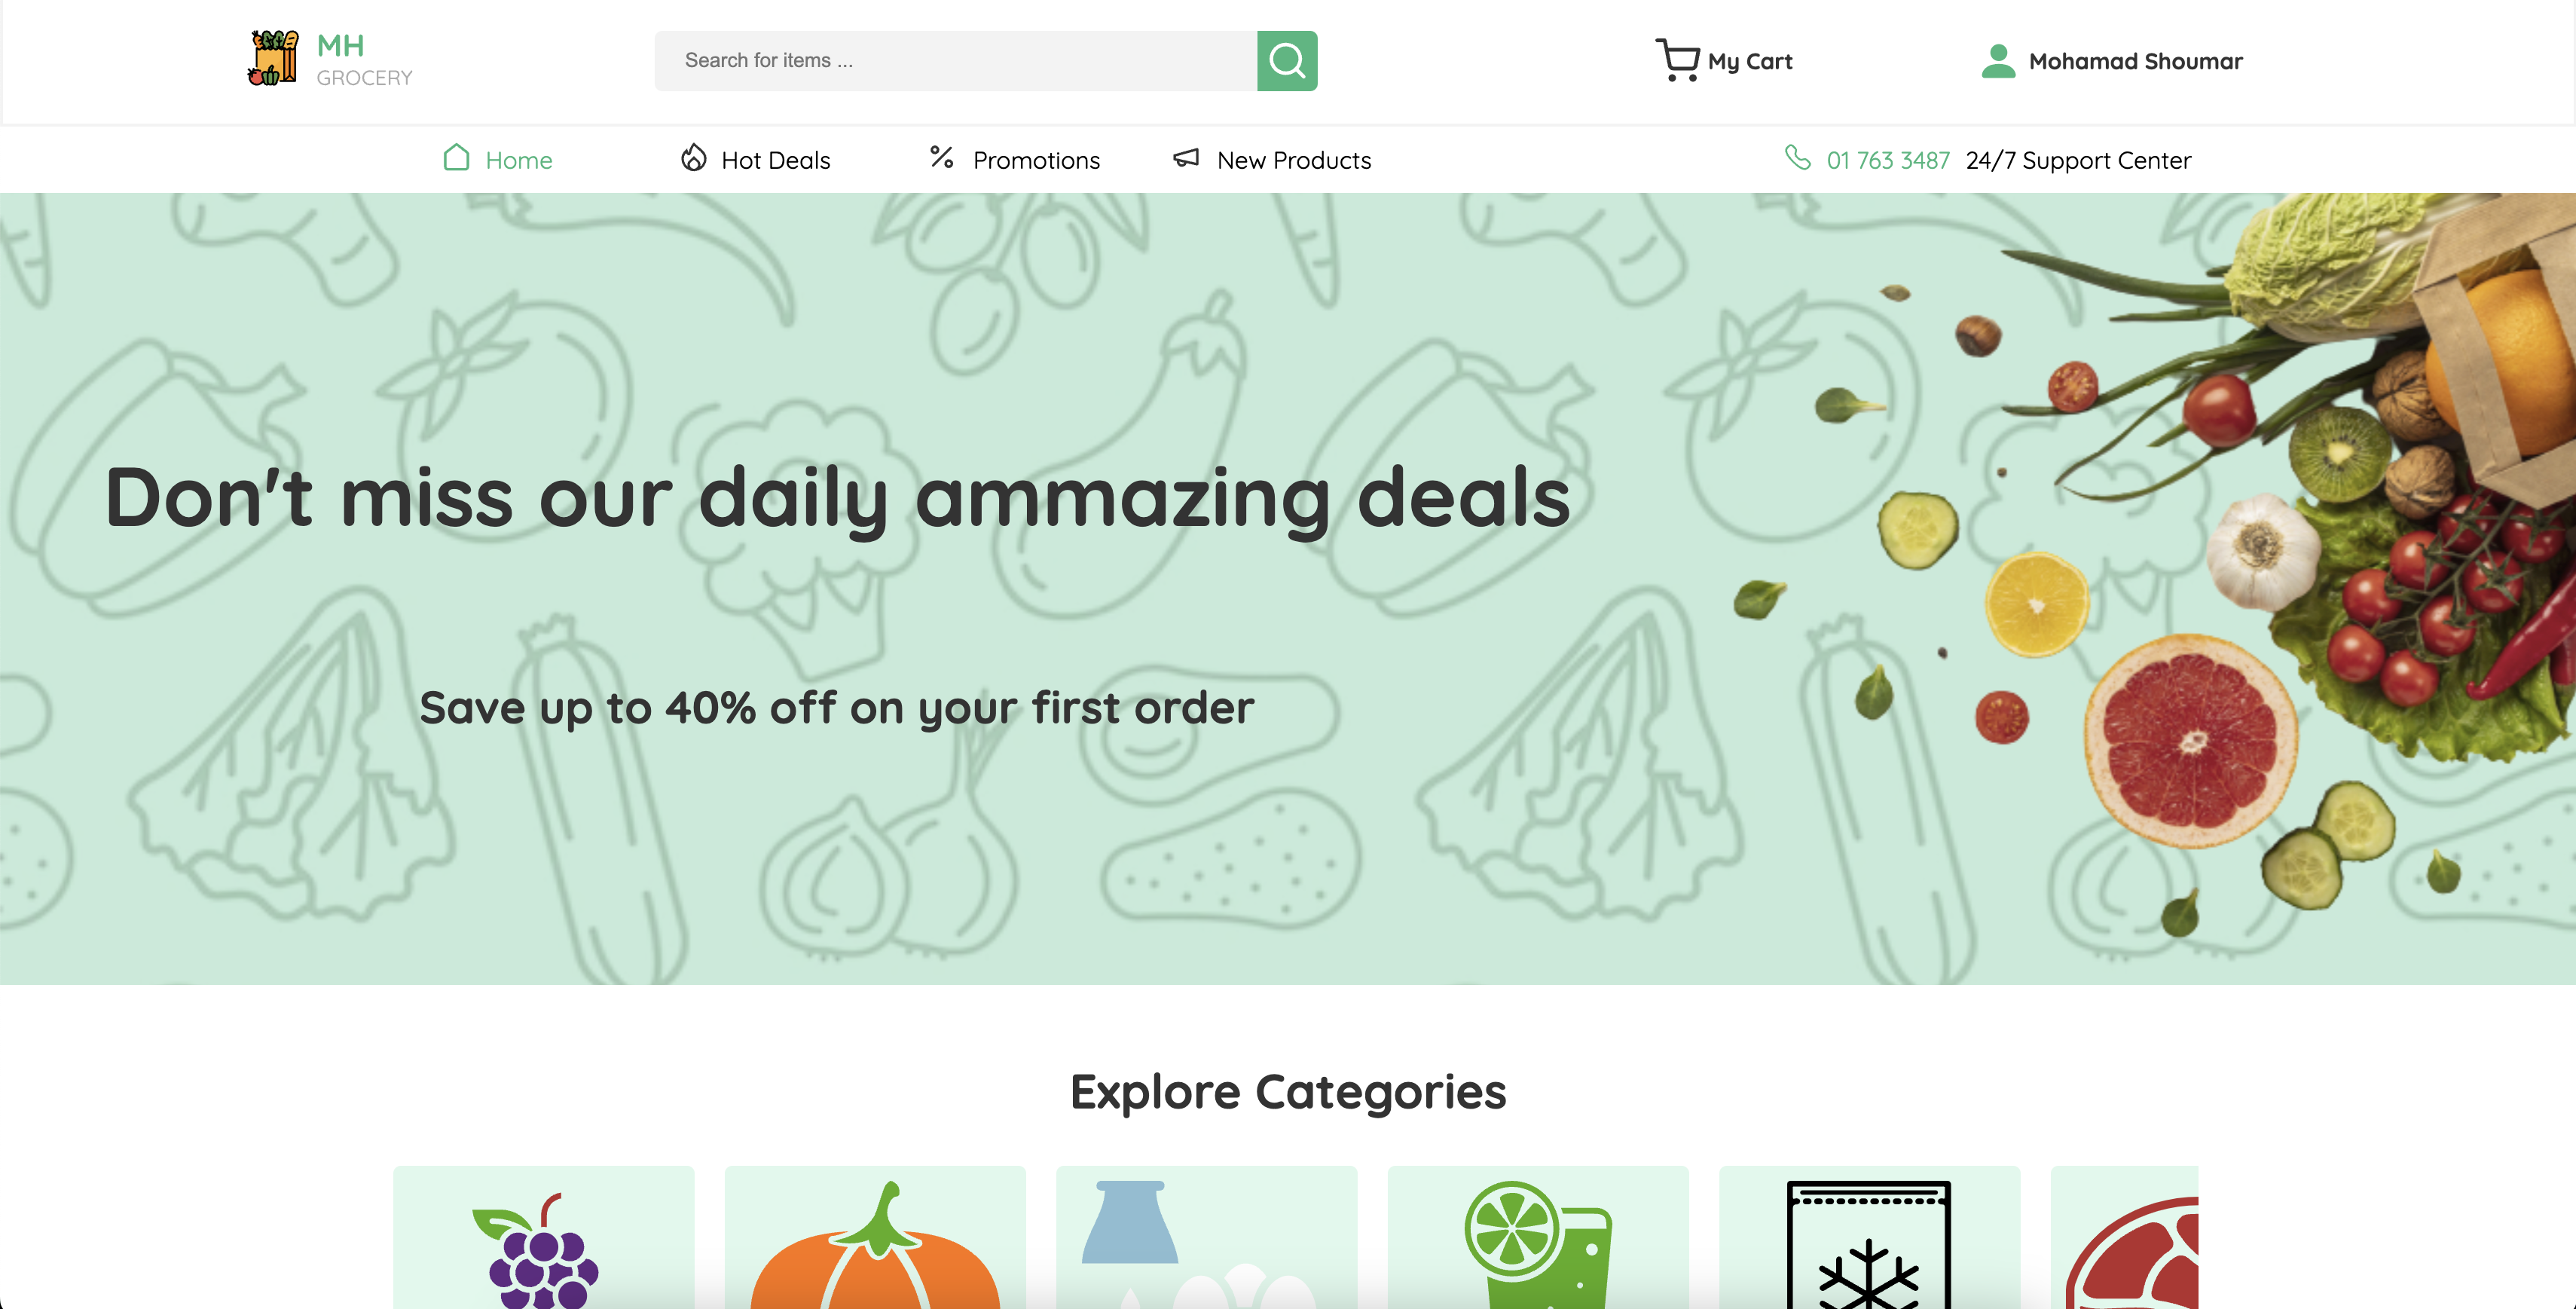 MH
GROCERY
Search for items ...
My Cart
Mohamad Shoumar
Home
Hot Deals
Promotions
New Products
01 763 3487 24/7 Support Center
Don't miss our daily ammazing deals
Save up to 40% off on your first order
Explore Categories